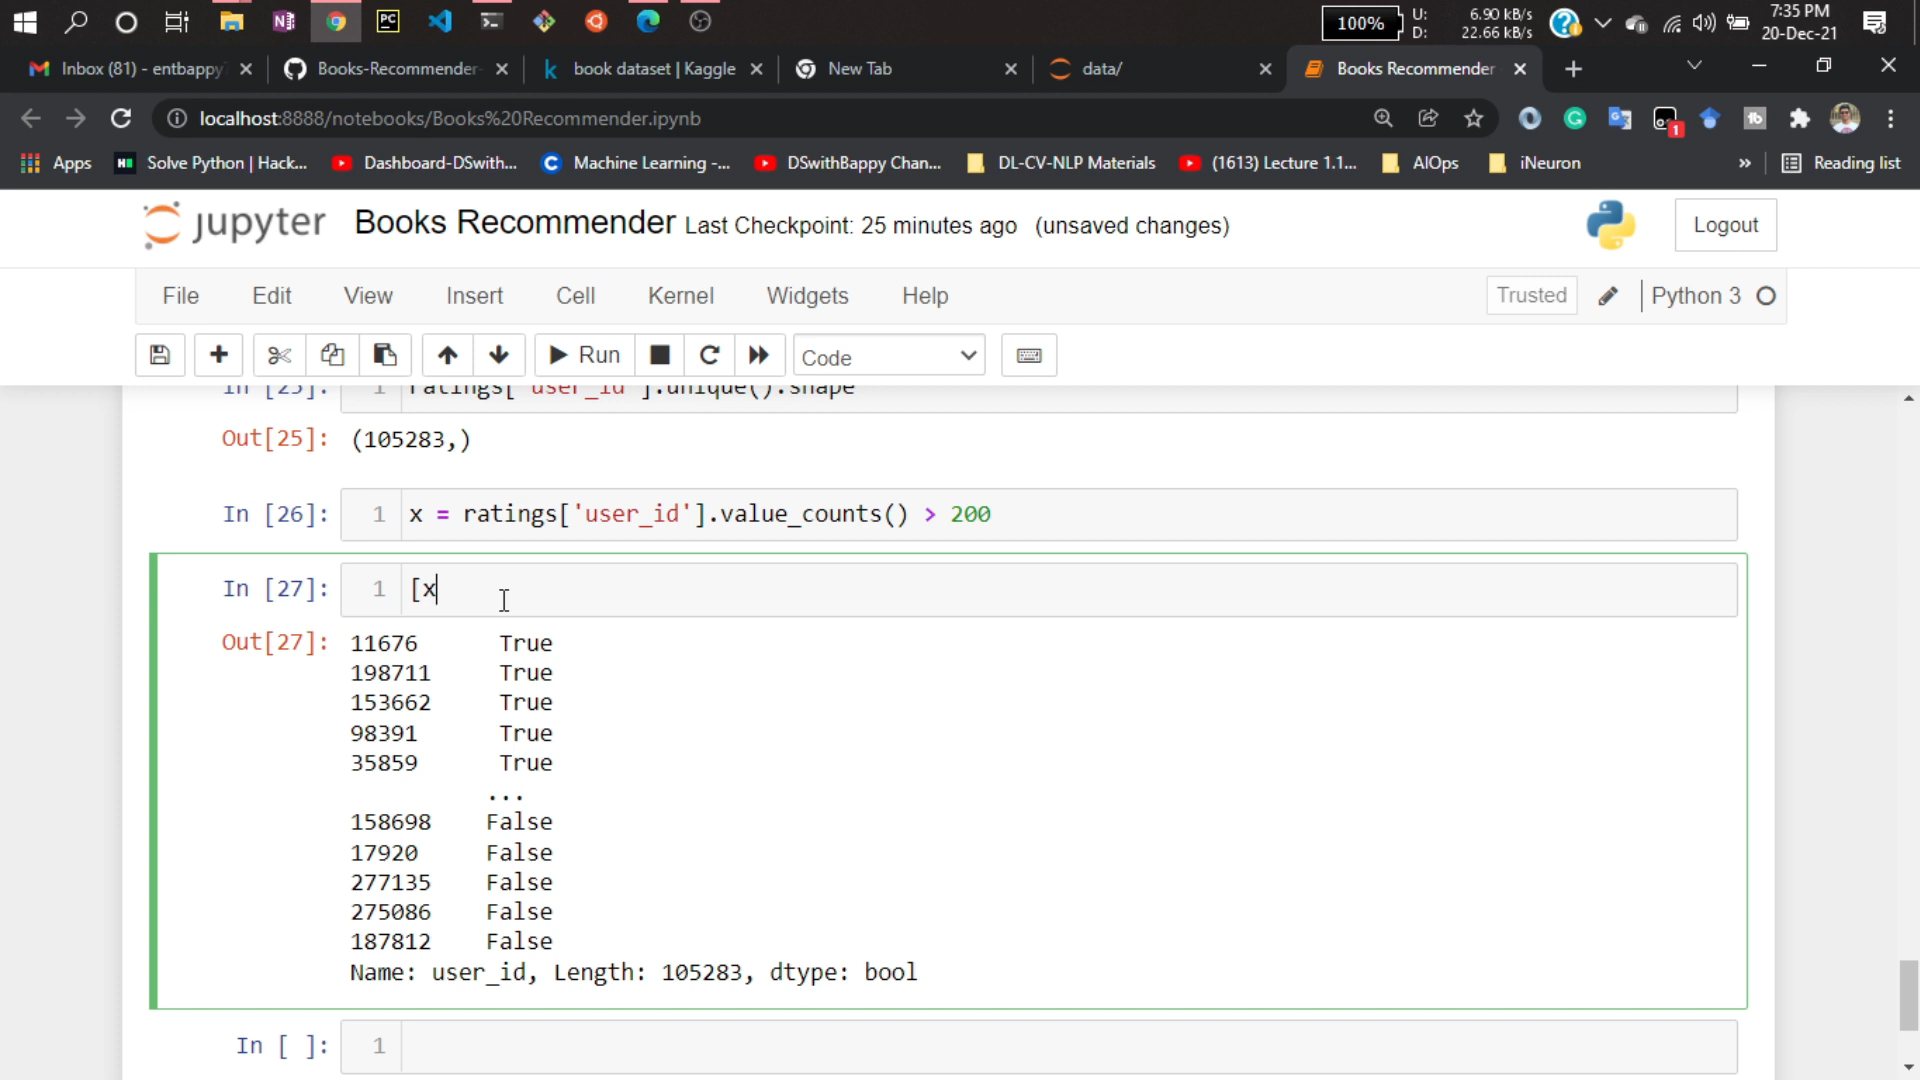 100%
U: 6.90 kB/s
D: 22.66 kB/s
7:35 PM
20-Dec-21
Inbox (81) - entbappy
Books-Recommender-
book dataset | Kaggle
New Tab
data/
Books Recommender
localhost:8888/notebooks/Books%20Recommender.ipynb
Apps
Solve Python | Hack...
Dashboard-DSwith...
Machine Learning -...
DSwithBappy Chan...
DL-CV-NLP Materials
(1613) Lecture 1.1...
AIOps
iNeuron
»
Reading list
jupyter
Books Recommender Last Checkpoint: 25 minutes ago (unsaved changes)
Logout
File Edit View Insert Cell Kernel Widgets Help
Trusted
Python 3
Run
Code
In [25]: 1 ratings['user_id'].unique().shape
Out[25]: (105283,)
In [26]: 1 x = ratings['user_id'].value_counts() > 200
In [27]: 1 [x
Out[27]: 11676 True
198711 True
153662 True
98391 True
35859 True
...
158698 False
17920 False
277135 False
275086 False
187812 False
Name: user_id, Length: 105283, dtype: bool
In [ ]: 1